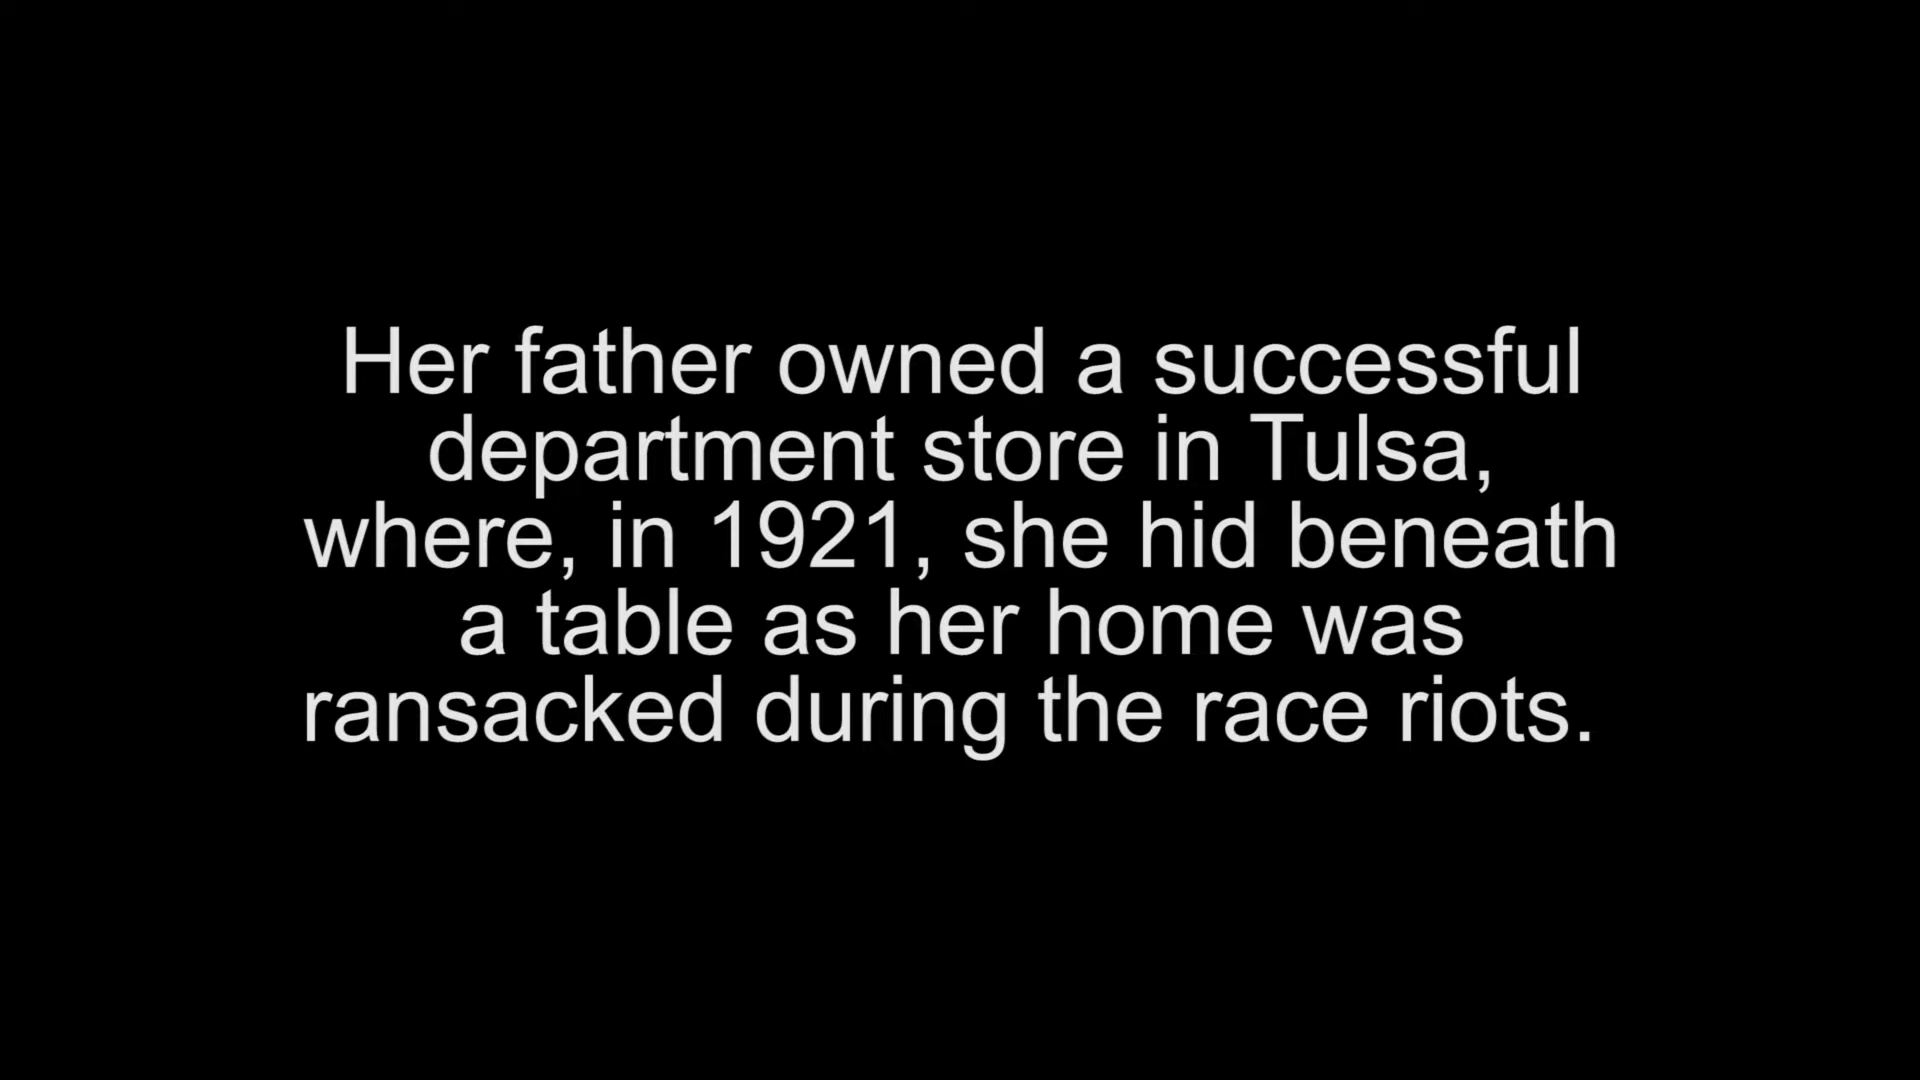 Her father owned a successful
department store in Tulsa,
where, in 1921, she hid beneath
a table as her home was
ransacked during the race riots.